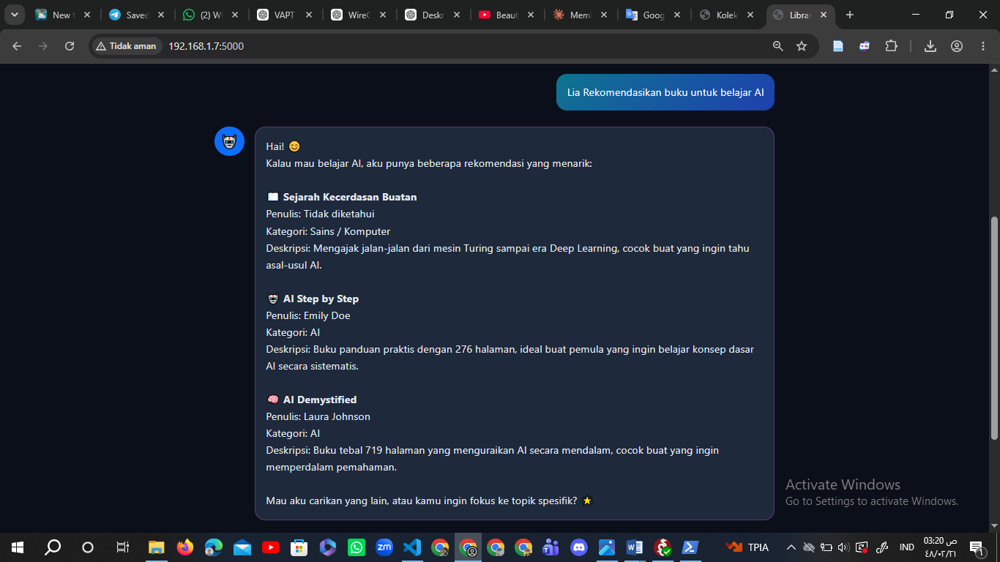 New t
Saved
(2) W
VAPT
Wire
Deskr
Beaut
Mem
Goog
Kolek
Librar
Tidak aman
192.168.1.7:5000
Lia Rekomendasikan buku untuk belajar AI
Hai! 😊
Kalau mau belajar AI, aku punya beberapa rekomendasi yang menarik:
📖 Sejarah Kecerdasan Buatan
Penulis: Tidak diketahui
Kategori: Sains / Komputer
Deskripsi: Mengajak jalan-jalan dari mesin Turing sampai era Deep Learning, cocok buat yang ingin tahu
asal-usul AI.
🤖 AI Step by Step
Penulis: Emily Doe
Kategori: AI
Deskripsi: Buku panduan praktis dengan 276 halaman, ideal buat pemula yang ingin belajar konsep dasar
AI secara sistematis.
🧠 AI Demystified
Penulis: Laura Johnson
Kategori: AI
Deskripsi: Buku tebal 719 halaman yang menguraikan AI secara mendalam, cocok buat yang ingin
memperdalam pemahaman.
Mau aku carikan yang lain, atau kamu ingin fokus ke topik spesifik? 🌟
Activate Windows
Go to Settings to activate Windows.
zm
TPIA
IND
03:20 ص
1